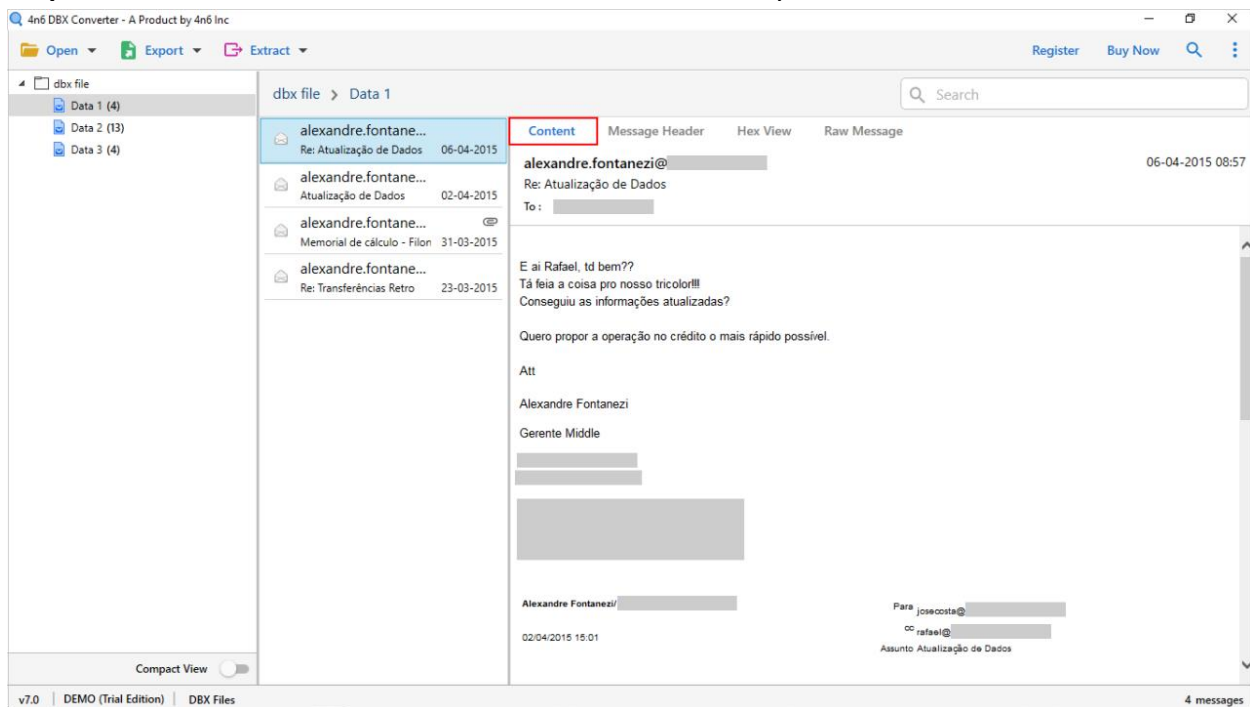 4n6 DBX Converter - A Product by 4n6 Inc
Open Export Extract Register Buy Now
dbx file
Data 1 (4)
Data 2 (13)
Data 3 (4)
Compact View
dbx file > Data 1
Search
alexandre.fontane...
Re: Atualização de Dados 06-04-2015
alexandre.fontane...
Atualização de Dados 02-04-2015
alexandre.fontane...
Memorial de cálculo - Filon 31-03-2015
alexandre.fontane...
Re: Transferências Retro 23-03-2015
Content Message Header Hex View Raw Message
alexandre.fontanezi@ 06-04-2015 08:57
Re: Atualização de Dados
To :
E ai Rafael, td bem??
Tá feia a coisa pro nosso tricolor!!!
Conseguiu as informações atualizadas?
Quero propor a operação no crédito o mais rápido possível.
Att
Alexandre Fontanezi
Gerente Middle
Alexandre Fontanezi/
02/04/2015 15:01
Para josecosta@
cc rafael@
Assunto Atualização de Dados
v7.0 DEMO (Trial Edition) DBX Files 4 messages